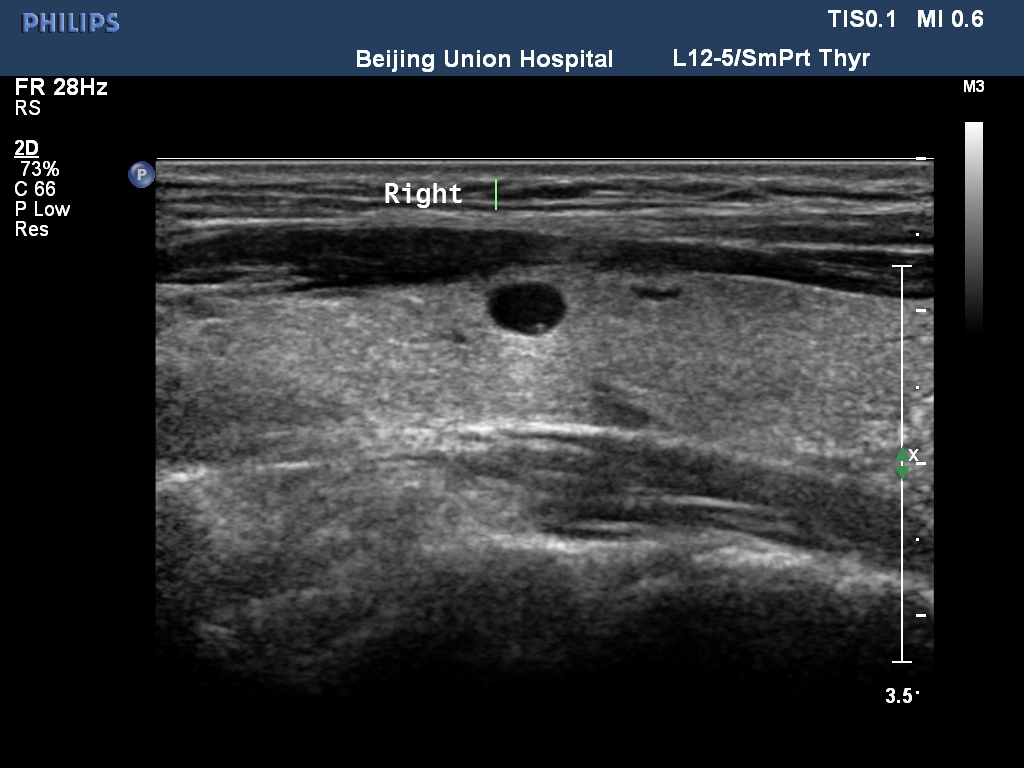 PHILIPS
TIS0.1 MI 0.6
Beijing Union Hospital L12-5/SmPrt Thyr
FR 28Hz
RS
M3
2D
73%
C 66
P Low
Res
P
Right
X
3.5